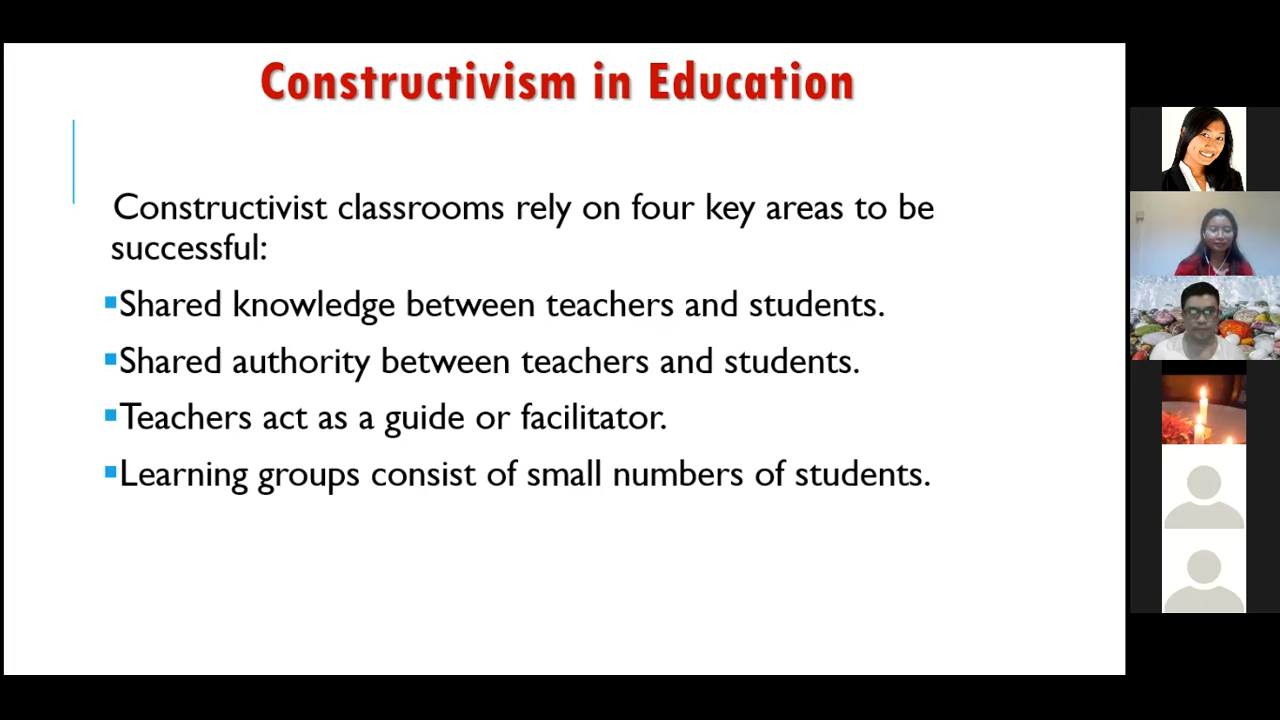 Constructivism in Education
Constructivist classrooms rely on four key areas to be
successful:
▪Shared knowledge between teachers and students.
▪Shared authority between teachers and students.
▪Teachers act as a guide or facilitator.
▪Learning groups consist of small numbers of students.